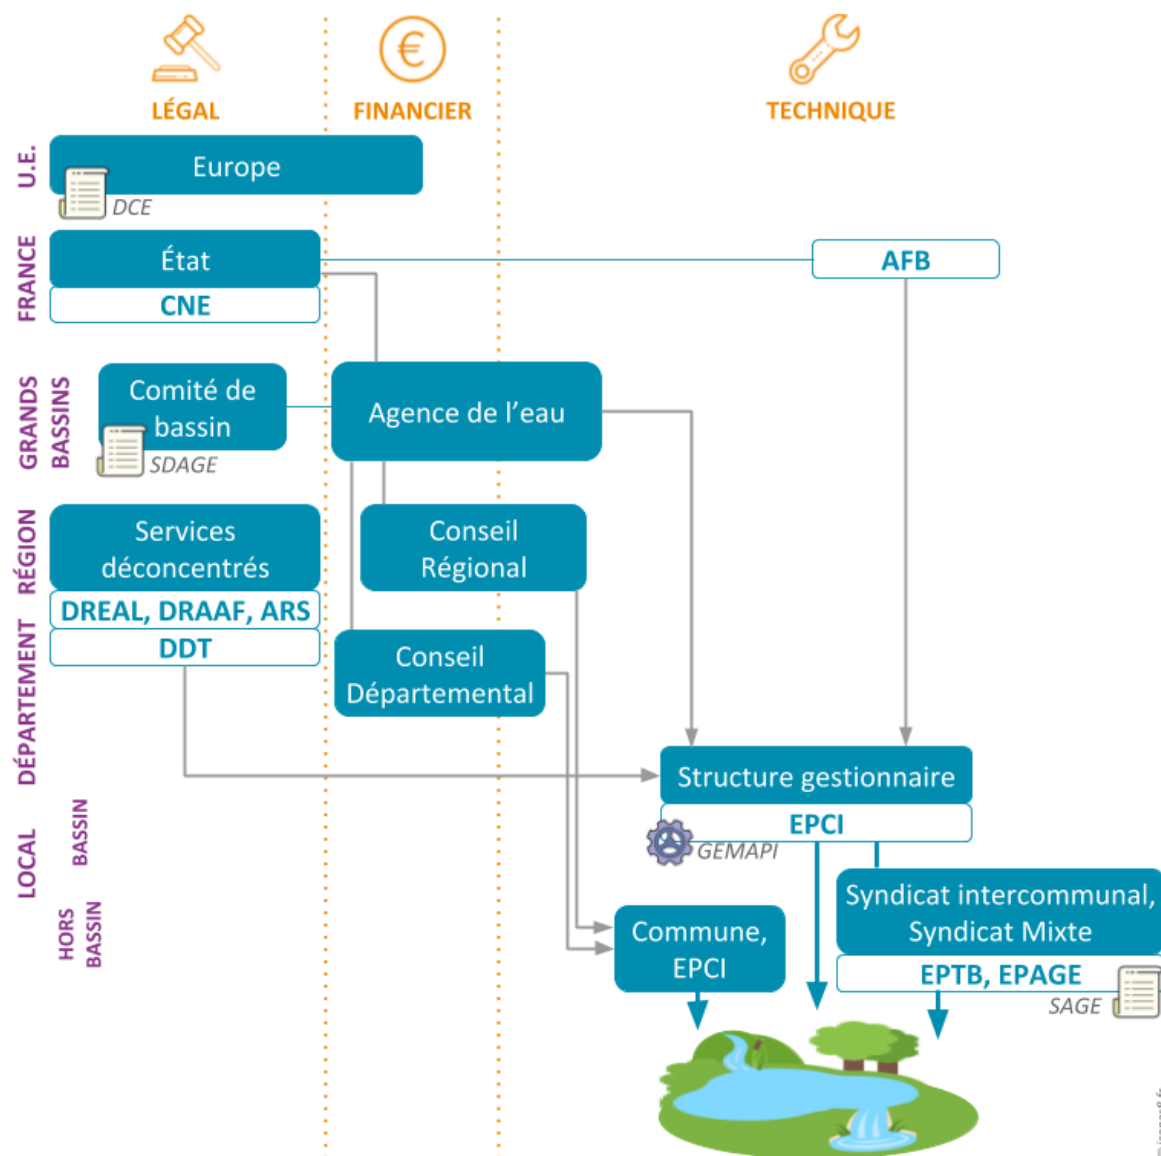 LÉGAL
FINANCIER
TECHNIQUE
U.E.
Europe
DCE
FRANCE
État
CNE
AFB
GRANDS
BASSINS
Comité de
bassin
SDAGE
Agence de l’eau
RÉGION
Services
déconcentrés
DREAL, DRAAF, ARS
Conseil
Régional
DÉPARTEMENT
DDT
Conseil
Départemental
Structure gestionnaire
EPCI
GEMAPI
LOCAL
BASSIN
HORS
BASSIN
Syndicat intercommunal,
Syndicat Mixte
EPTB, EPAGE
SAGE
Commune,
EPCI